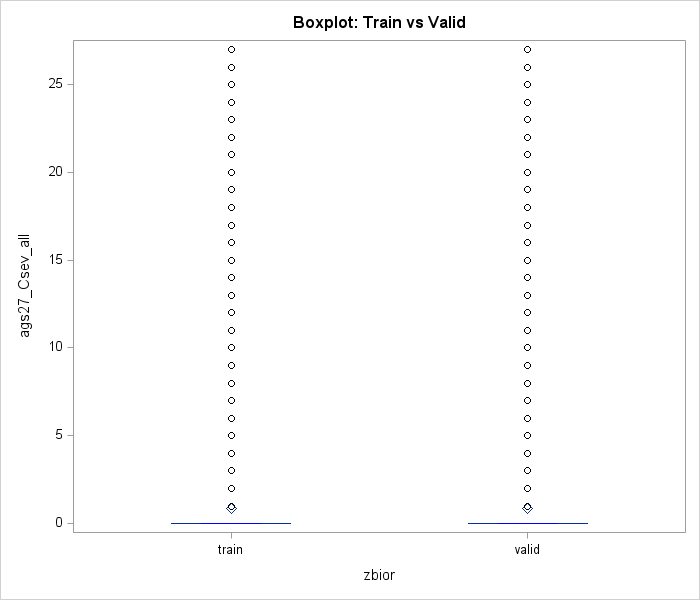 Boxplot: Train vs Valid
25
20
15
10
5
0
ags27_Csev_all
train
valid
zbior